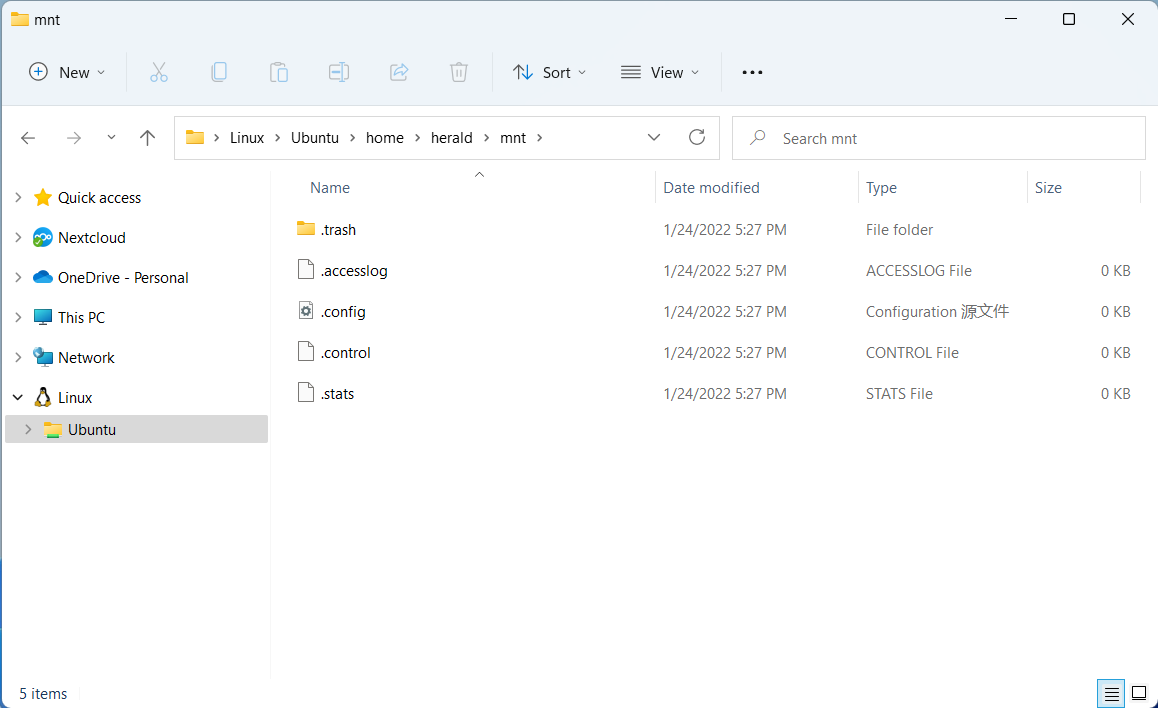 mnt
New
Sort
View
Linux > Ubuntu > home > herald > mnt >
Search mnt
Quick access
Nextcloud
OneDrive - Personal
This PC
Network
Linux
Ubuntu
Name Date modified Type Size
.trash 1/24/2022 5:27 PM File folder
.accesslog 1/24/2022 5:27 PM ACCESSLOG File 0 KB
.config 1/24/2022 5:27 PM Configuration 源文件 0 KB
.control 1/24/2022 5:27 PM CONTROL File 0 KB
.stats 1/24/2022 5:27 PM STATS File 0 KB
5 items